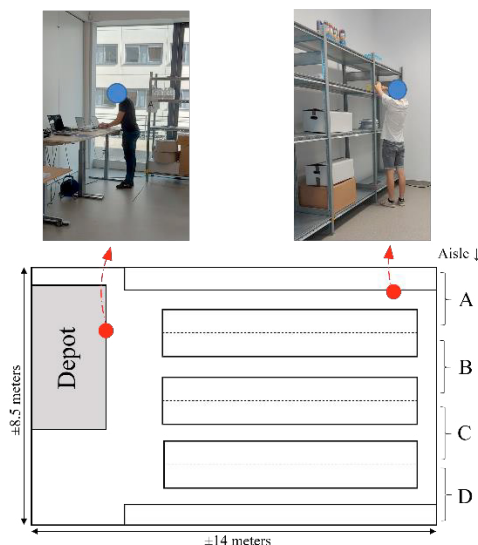 Aisle ↓
A
B
C
D
Depot
±8.5 meters
±14 meters